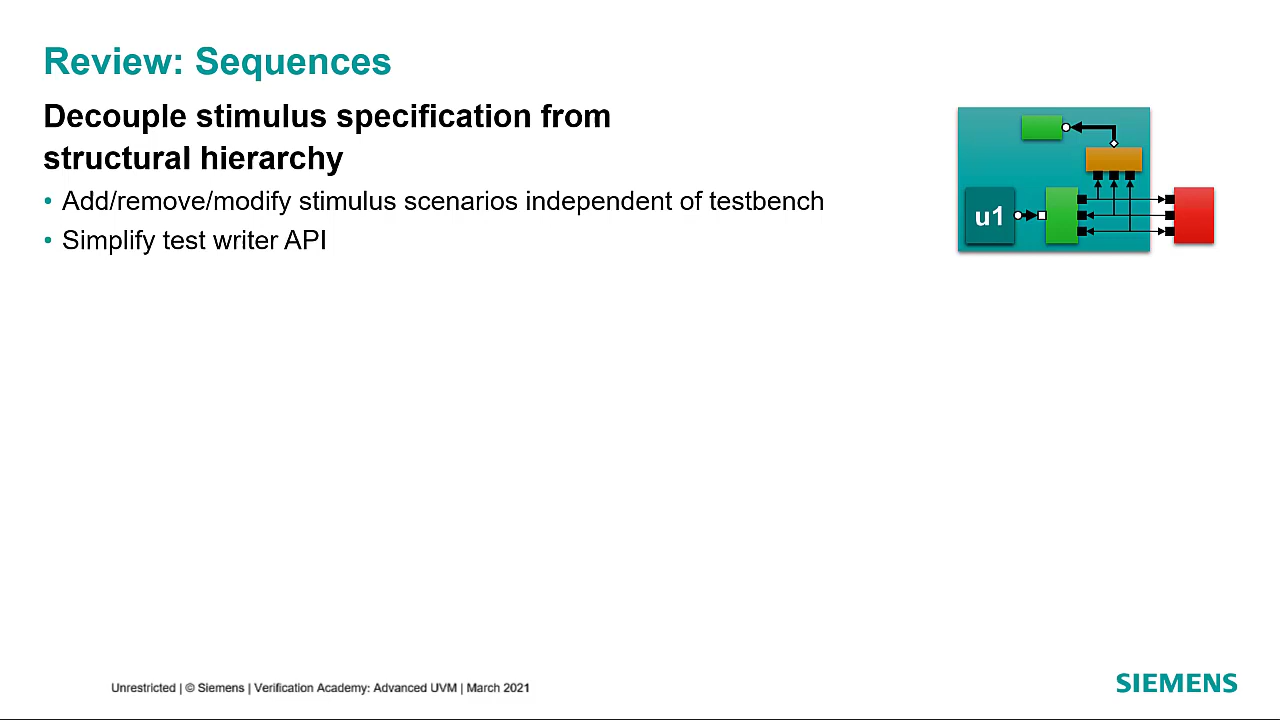 Review: Sequences
Decouple stimulus specification from
structural hierarchy
• Add/remove/modify stimulus scenarios independent of testbench
• Simplify test writer API
u1
Unrestricted | © Siemens | Verification Academy: Advanced UVM | March 2021
SIEMENS